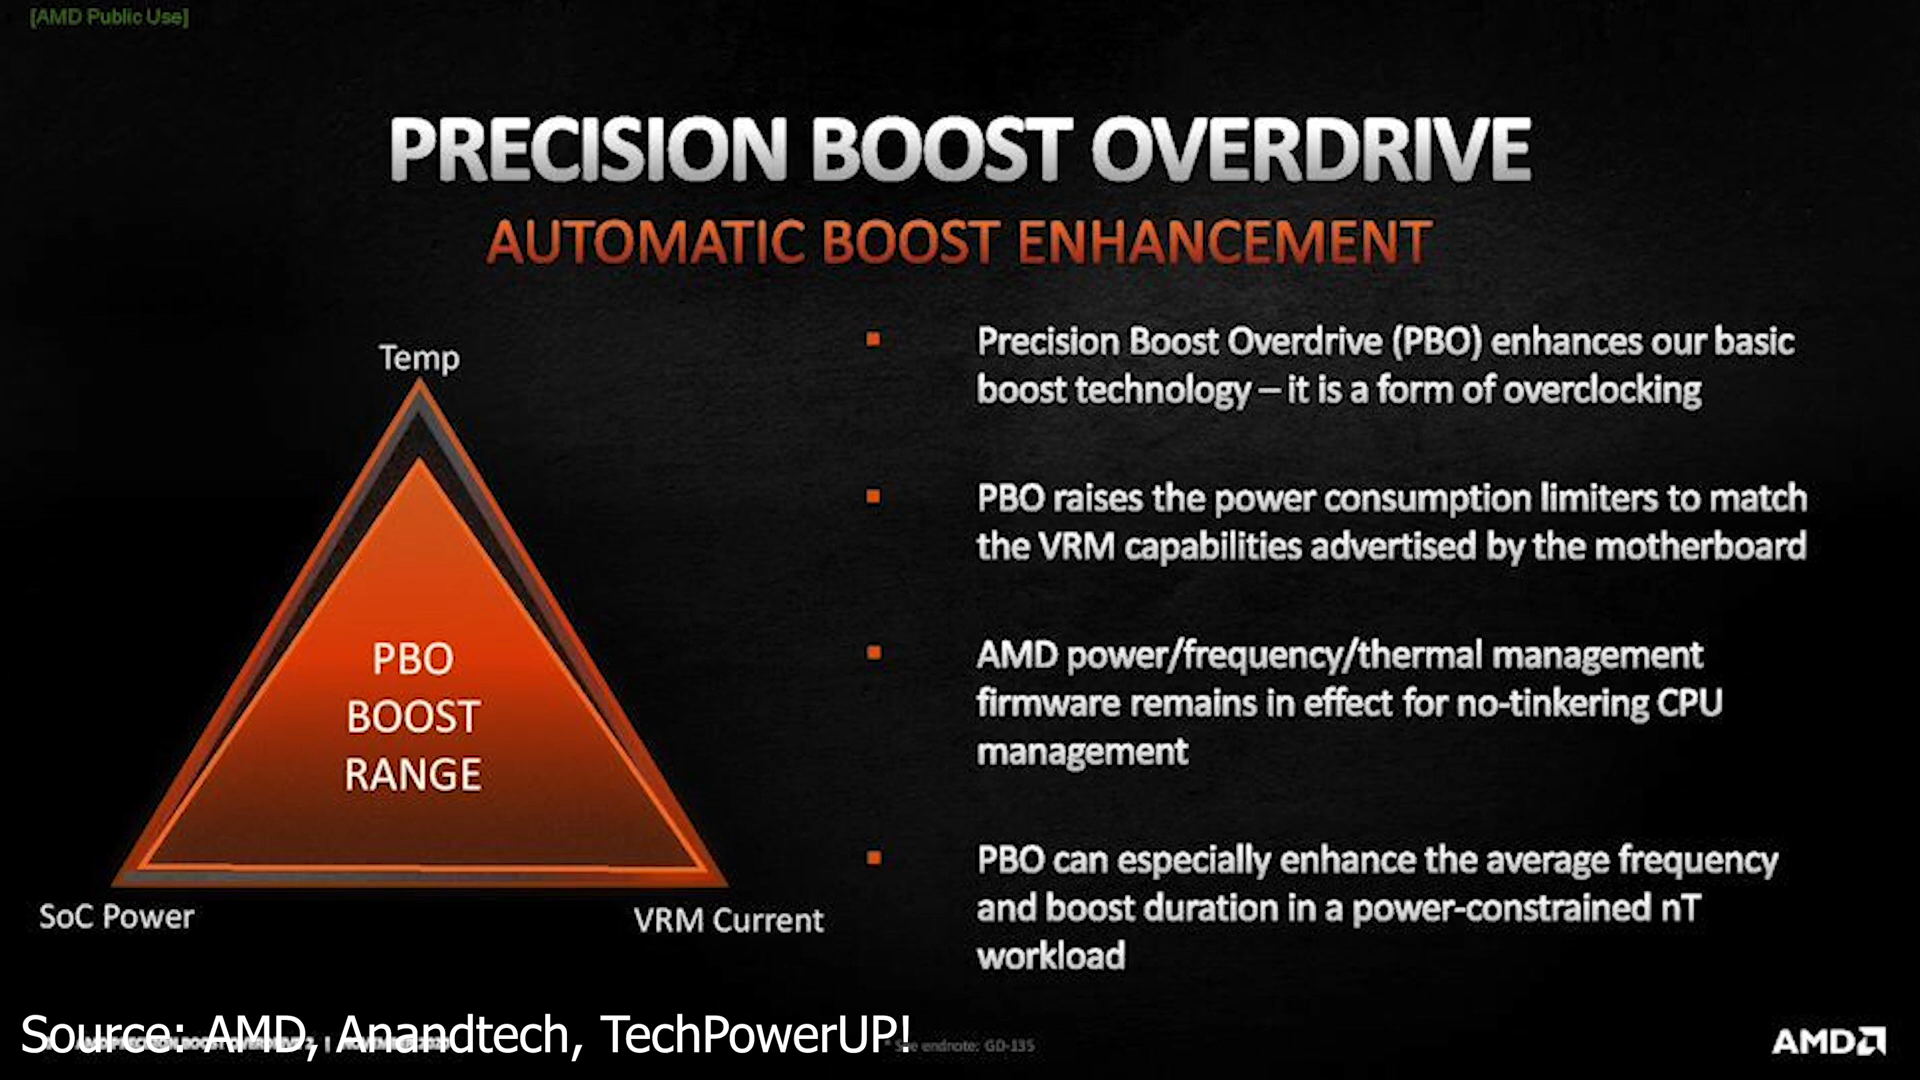 [AMD Public Use]
PRECISION BOOST OVERDRIVE
AUTOMATIC BOOST ENHANCEMENT
Temp
PBO
BOOST
RANGE
SoC Power
VRM Current
▪ Precision Boost Overdrive (PBO) enhances our basic
boost technology – it is a form of overclocking
▪ PBO raises the power consumption limiters to match
the VRM capabilities advertised by the motherboard
▪ AMD power/frequency/thermal management
firmware remains in effect for no-tinkering CPU
management
▪ PBO can especially enhance the average frequency
and boost duration in a power-constrained nT
workload
Source: AMD, Anandtech, TechPowerUP!
endnote: GD-135
AMD